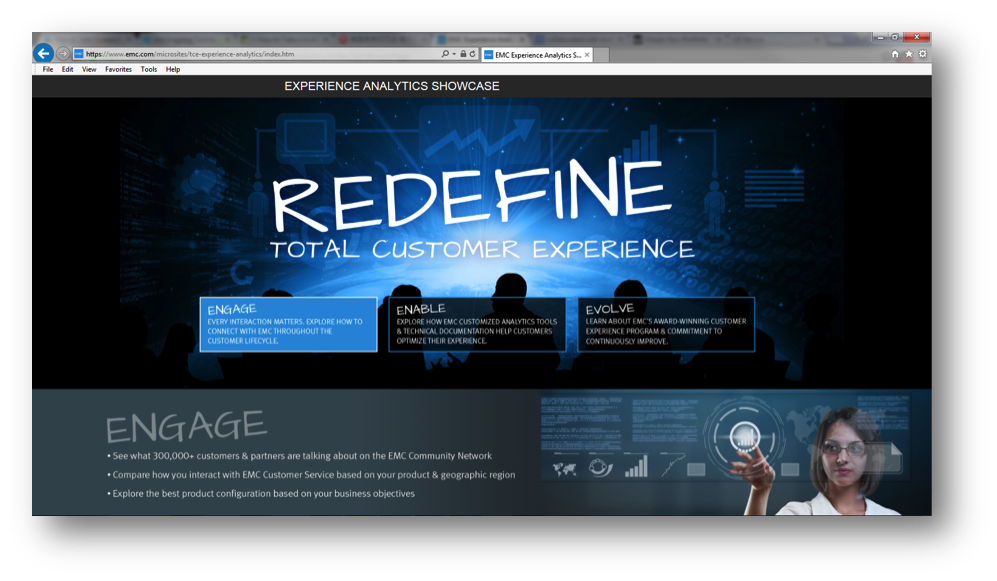 https://www.emc.com/microsites/tce-experience-analytics/index.htm
EMC Experience Analytics S...
File Edit View Favorites Tools Help
EXPERIENCE ANALYTICS SHOWCASE
REDEFINE
TOTAL CUSTOMER EXPERIENCE
ENGAGE
EVERY INTERACTION MATTERS. EXPLORE HOW TO
CONNECT WITH EMC THROUGHOUT THE
CUSTOMER LIFECYCLE.
ENABLE
EXPLORE HOW EMC CUSTOMIZED ANALYTICS TOOLS
& TECHNICAL DOCUMENTATION HELP CUSTOMERS
OPTIMIZE THEIR EXPERIENCE.
EVOLVE
LEARN ABOUT EMC'S AWARD-WINNING CUSTOMER
EXPERIENCE PROGRAM & COMMITMENT TO
CONTINUOUSLY IMPROVE.
ENGAGE
• See what 300,000+ customers & partners are talking about on the EMC Community Network
• Compare how you interact with EMC Customer Service based on your product & geographic region
• Explore the best product configuration based on your business objectives